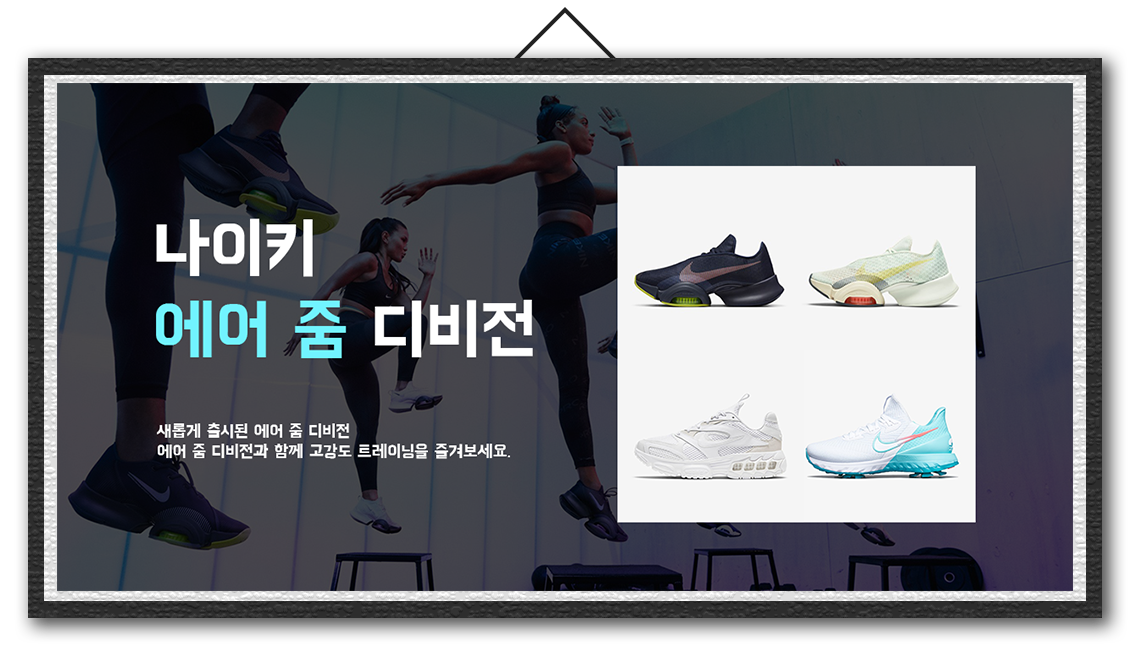 나이키
에어 줌 디비전
새롭게 출시된 에어 줌 디비전
에어 줌 디비전과 함께 고강도 트레이닝을 즐겨보세요.